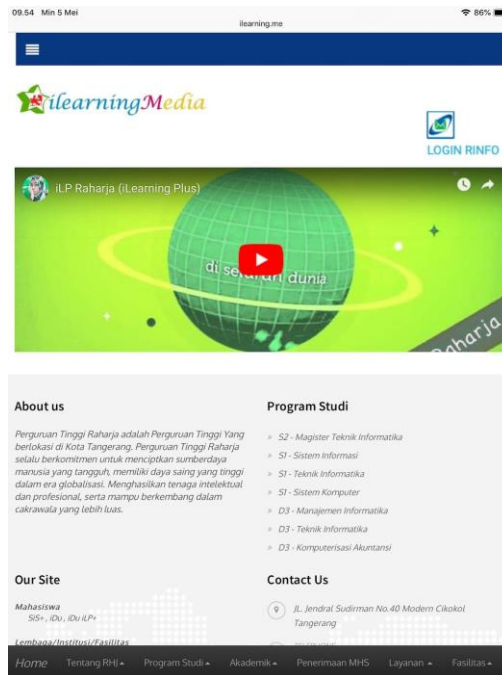 09.54 Min 5 Mei
86%
ilearning.me
ilearningMedia
LOGIN RINFO
iLP Raharja (iLearning Plus)
di seluruh dunia
Raharja
About us
Perguruan Tinggi Raharja adalah Perguruan Tinggi Yang
berlokasi di Kota Tangerang. Perguruan Tinggi Raharja
selalu berkomitmen untuk menciptkan sumberdaya
manusia yang tangguh, memiliki daya saing yang tinggi
dalam era globalisasi. Menghasilkan tenaga intelektual
dan profesional, serta mampu berkembang dalam
cakrawala yang lebih luas.
Program Studi
» S2 - Magister Teknik Informatika
» S1 - Sistem Informasi
» S1 - Teknik Informatika
» S1 - Sistem Komputer
» D3 - Manajemen Informatika
» D3 - Teknik Informatika
» D3 - Komputerisasi Akuntansi
Our Site
Mahasiswa
SiS+, iDu, iDu iLP+
Lembaga/Institusi/Fasilitas
Contact Us
JL. Jendral Sudirman No.40 Modern Cikokol
Tangerang
Home Tentang RHJ Program Studi Akademik Penerimaan MHS Layanan Fasilitas